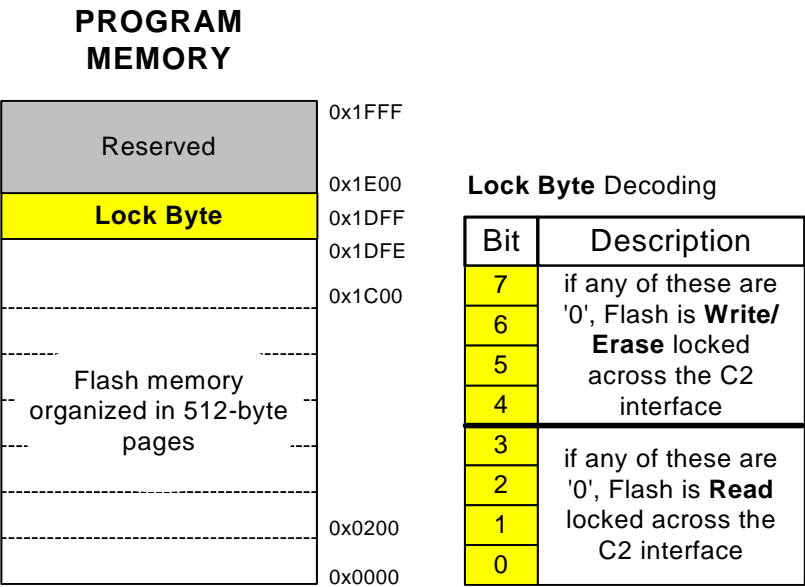 PROGRAM
MEMORY
0x1FFF
Reserved
0x1E00
Lock Byte
0x1DFF
0x1DFE
0x1C00
Flash memory
organized in 512-byte
pages
0x0200
0x0000
Lock Byte Decoding
Bit
Description
7
6
5
4
if any of these are
'0', Flash is Write/
Erase locked
across the C2
interface
3
2
1
0
if any of these are
'0', Flash is Read
locked across the
C2 interface